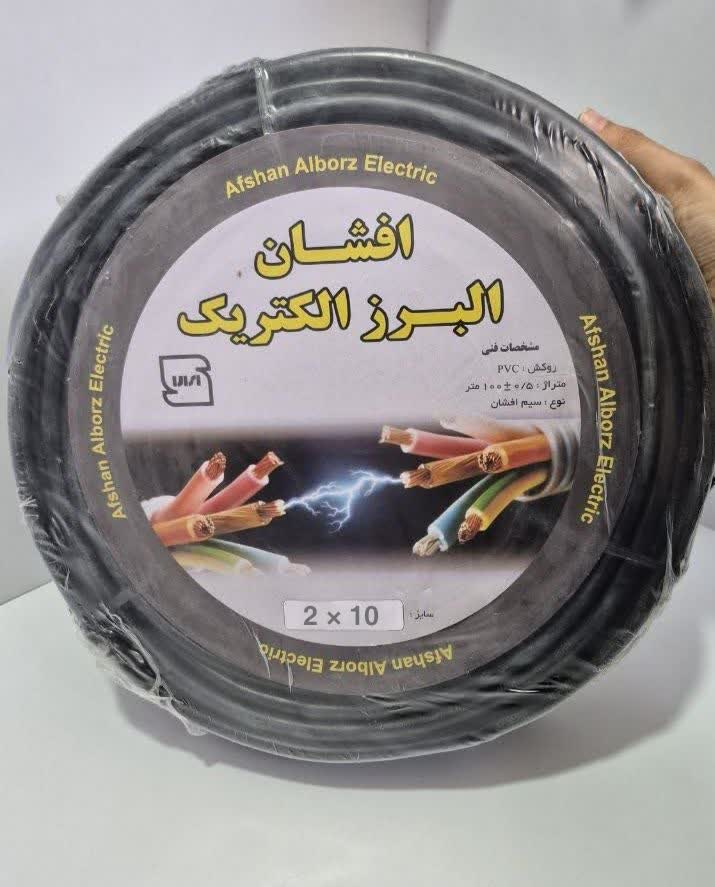 Afshan Alborz Electric
افشان
البرز الکتریک
مشخصات فنی
روکش : PVC
متراژ : ۱۰۰ ± ۰/۵ متر
نوع : سیم افشان
Afshan Alborz Electric
Afshan Alborz Electric
سایز : 2 × 10
Afshan Alborz Electric